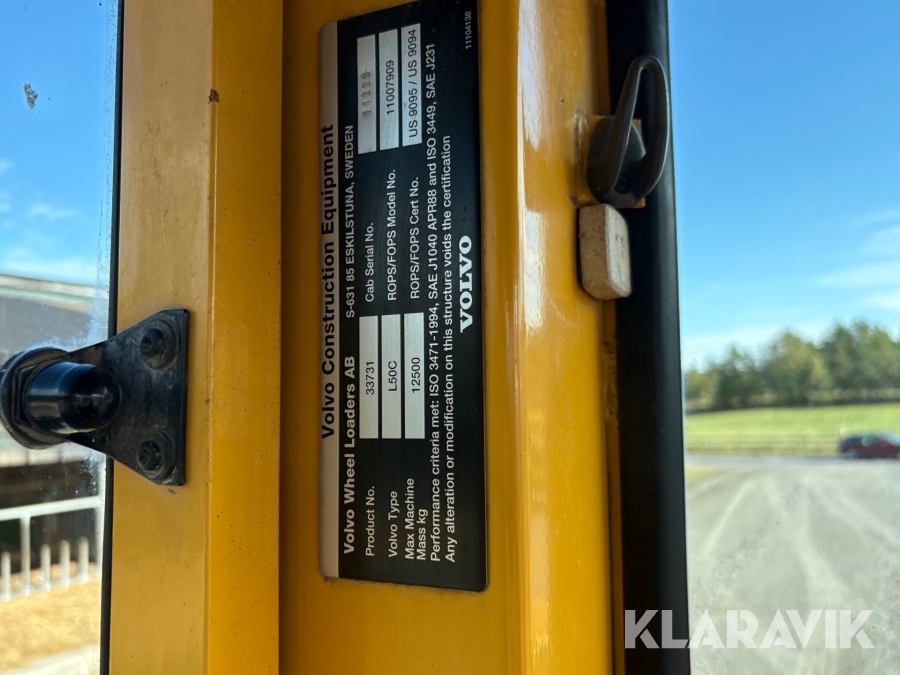 Volvo Construction Equipment
Volvo Wheel Loaders AB S-631 85 ESKILSTUNA, SWEDEN
Product No. 33731 Cab Serial No.
Volvo Type L50C ROPS/FOPS Model No. 11007909
Max Machine
Mass kg 12500 ROPS/FOPS Cert No. US 9095 / US 9094
Performance criteria met: ISO 3471-1994, SAE J1040 APR88 and ISO 3449, SAE J231
Any alteration or modification on this structure voids the certification
VOLVO
11104138
KLARAVIK